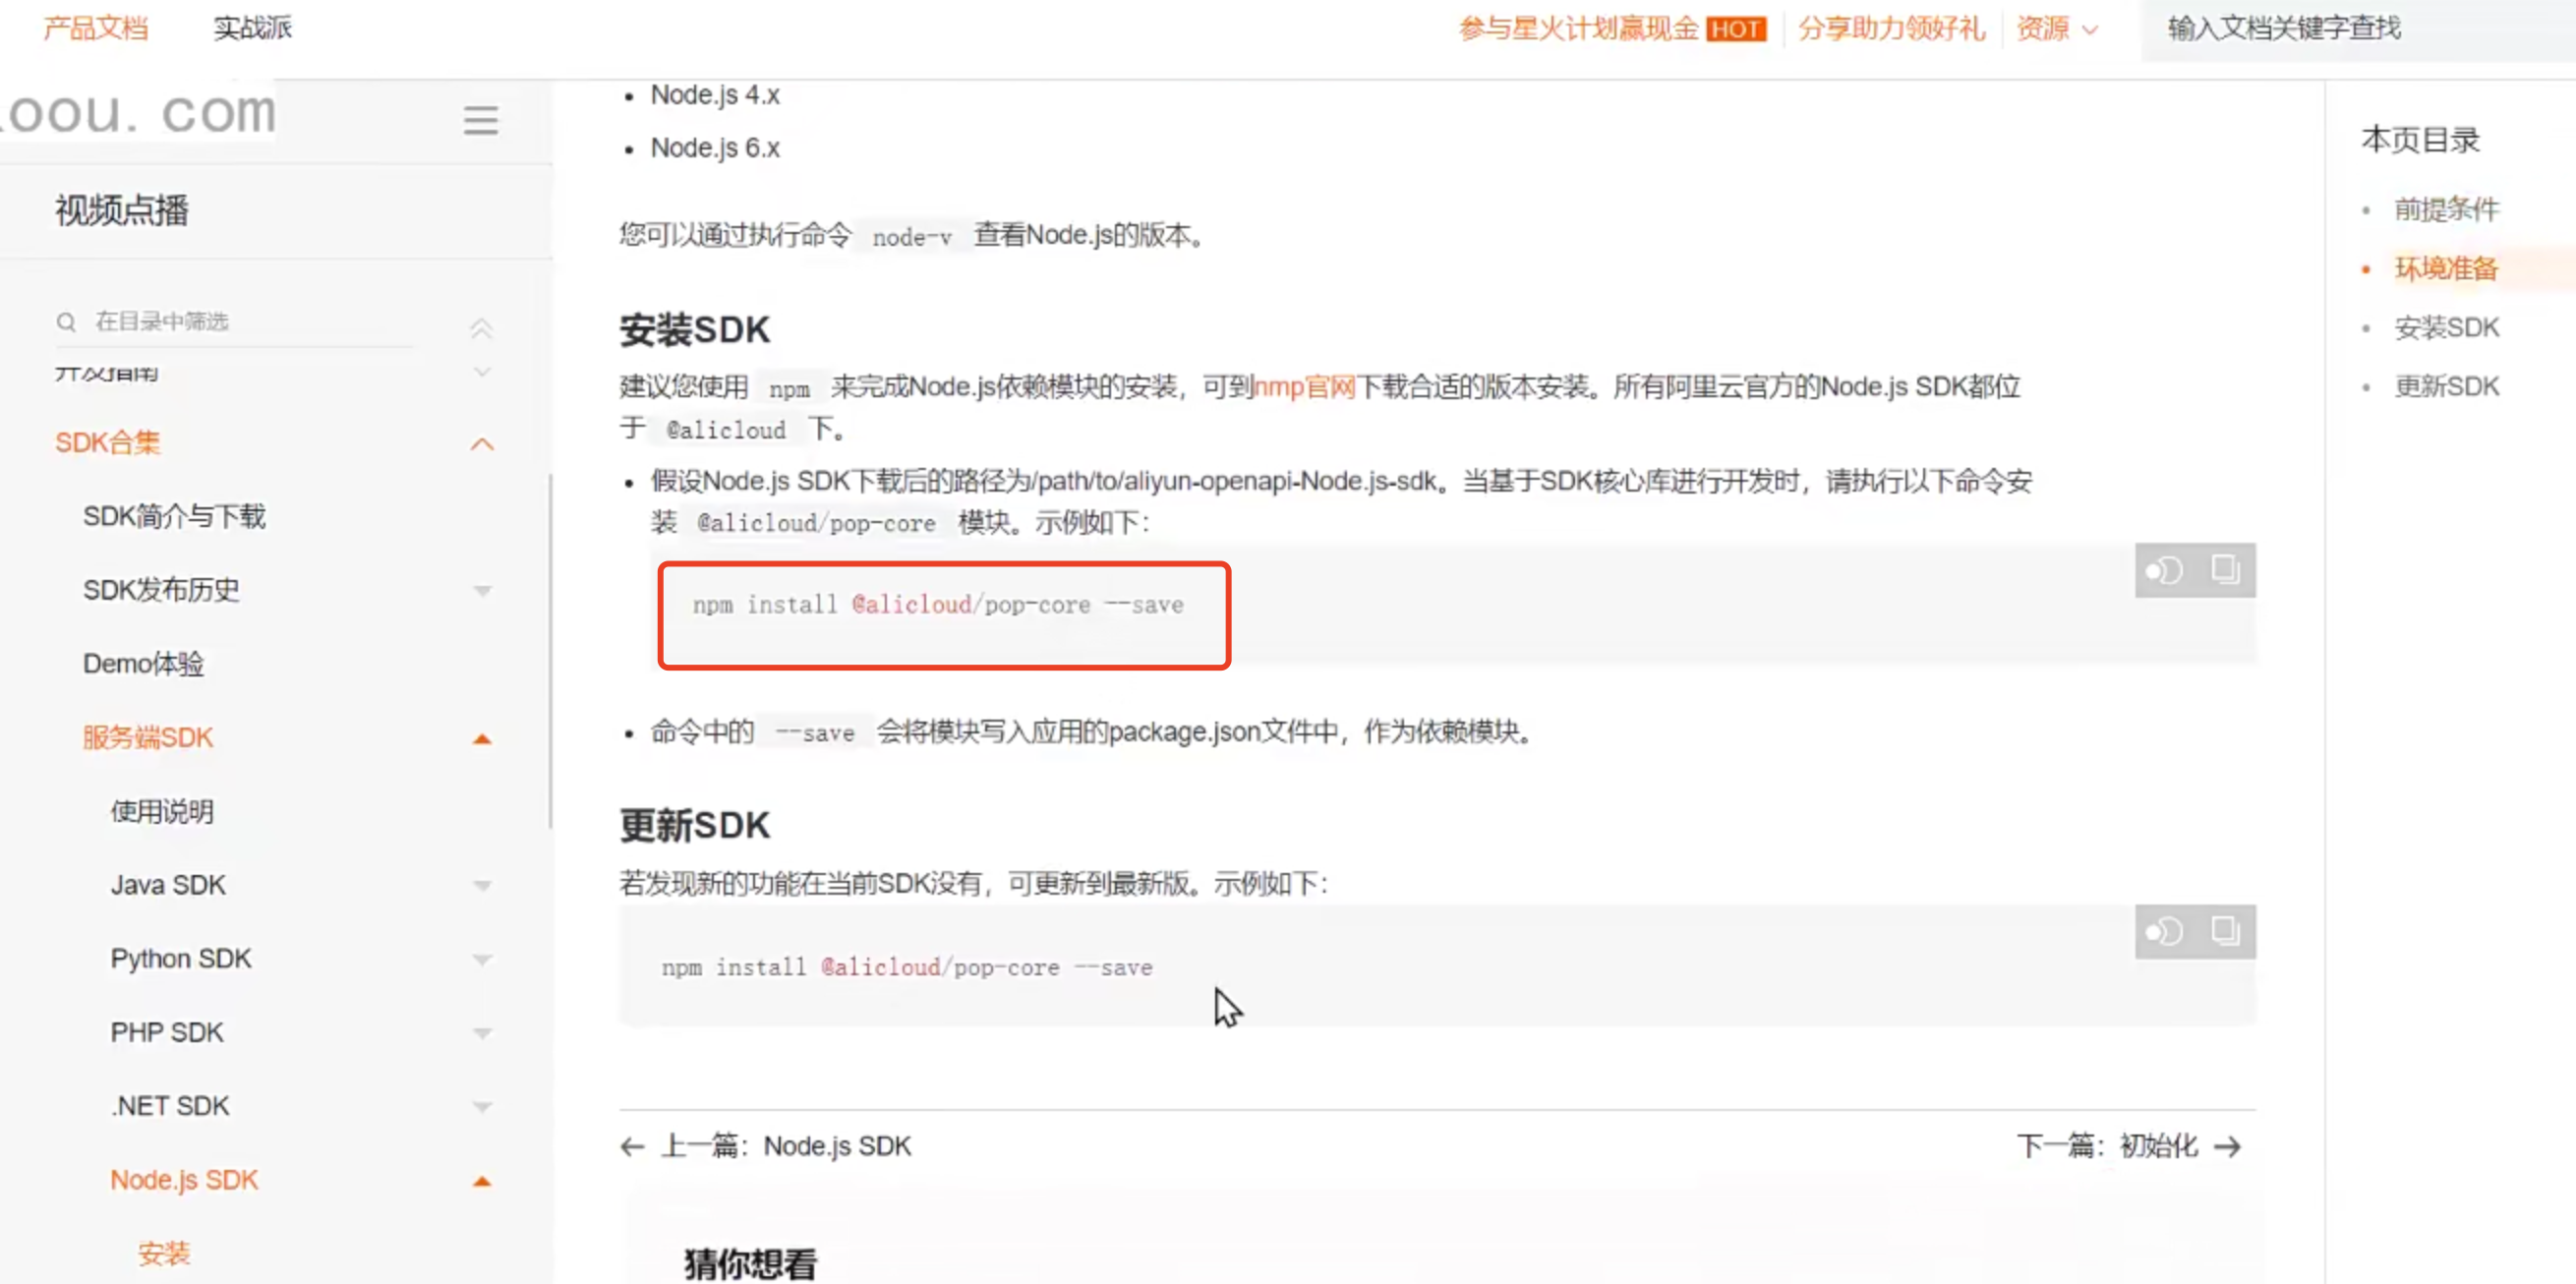 产品文档
实战派
参与星火计划赢现金 HOT
分享助力领好礼
资源
输入文档关键字查找
oou. com
视频点播
在目录中筛选
开发指南
SDK合集
SDK简介与下载
SDK发布历史
Demo体验
服务端SDK
使用说明
Java SDK
Python SDK
PHP SDK
.NET SDK
Node.js SDK
安装
• Node.js 4.x
• Node.js 6.x
您可以通过执行命令 node-v 查看Node.js的版本。
安装SDK
建议您使用 npm 来完成Node.js依赖模块的安装，可到nmp官网下载合适的版本安装。所有阿里云官方的Node.js SDK都位
于 @alicloud 下。
• 假设Node.js SDK下载后的路径为/path/to/aliyun-openapi-Node.js-sdk。当基于SDK核心库进行开发时，请执行以下命令安
装 @alicloud/pop-core 模块。示例如下：
npm install @alicloud/pop-core --save
• 命令中的 --save 会将模块写入应用的package.json文件中，作为依赖模块。
更新SDK
若发现新的功能在当前SDK没有，可更新到最新版。示例如下：
npm install @alicloud/pop-core --save
← 上一篇：Node.js SDK
下一篇：初始化 →
猜你想看
本页目录
• 前提条件
• 环境准备
• 安装SDK
• 更新SDK